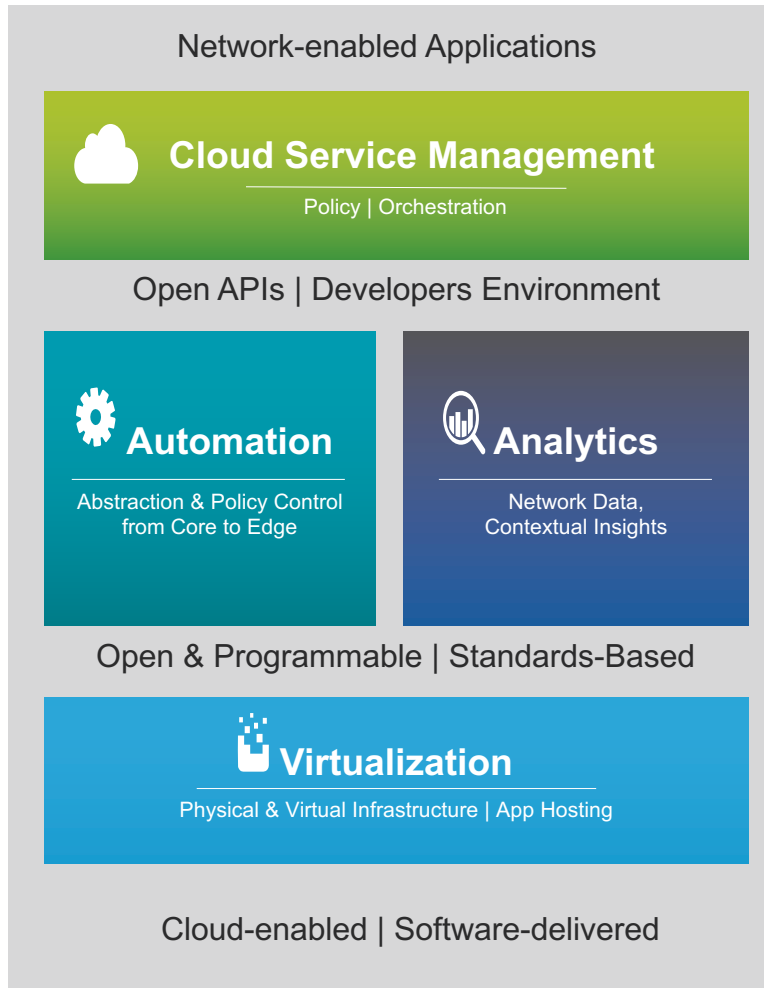 Network-enabled Applications
Cloud Service Management
Policy | Orchestration
Open APIs | Developers Environment
Automation
Abstraction & Policy Control
from Core to Edge
Analytics
Network Data,
Contextual Insights
Open & Programmable | Standards-Based
Virtualization
Physical & Virtual Infrastructure | App Hosting
Cloud-enabled | Software-delivered